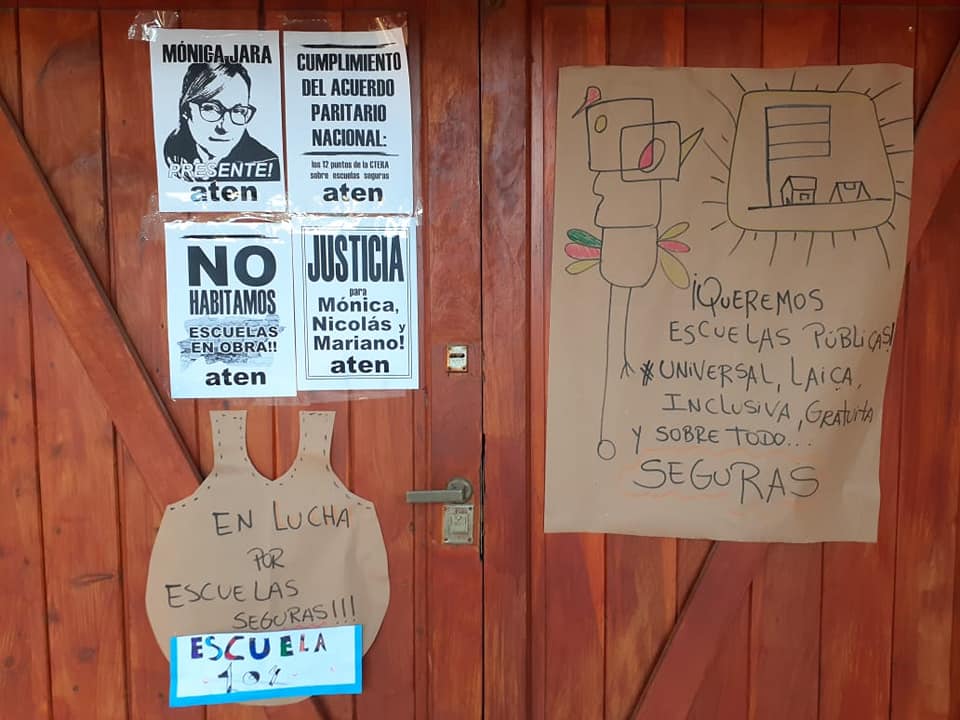 MÓNICA JARA
PRESENTE!
aten
CUMPLIMIENTO
DEL ACUERDO
PARITARIO
NACIONAL:
los 12 puntos de la CTERA
sobre escuelas seguras
aten
NO
HABITAMOS
ESCUELAS
EN OBRA!!
aten
JUSTICIA
para
Mónica,
Nicolás y
Mariano!
aten
EN LUCHA
POR
ESCUELAS
SEGURAS!!!
ESCUELA
101
¡QUEREMOS
ESCUELAS PÚBLICAS!
*UNIVERSAL, LAICA,
INCLUSIVA, GRATUITA
Y SOBRE TODO...
SEGURAS